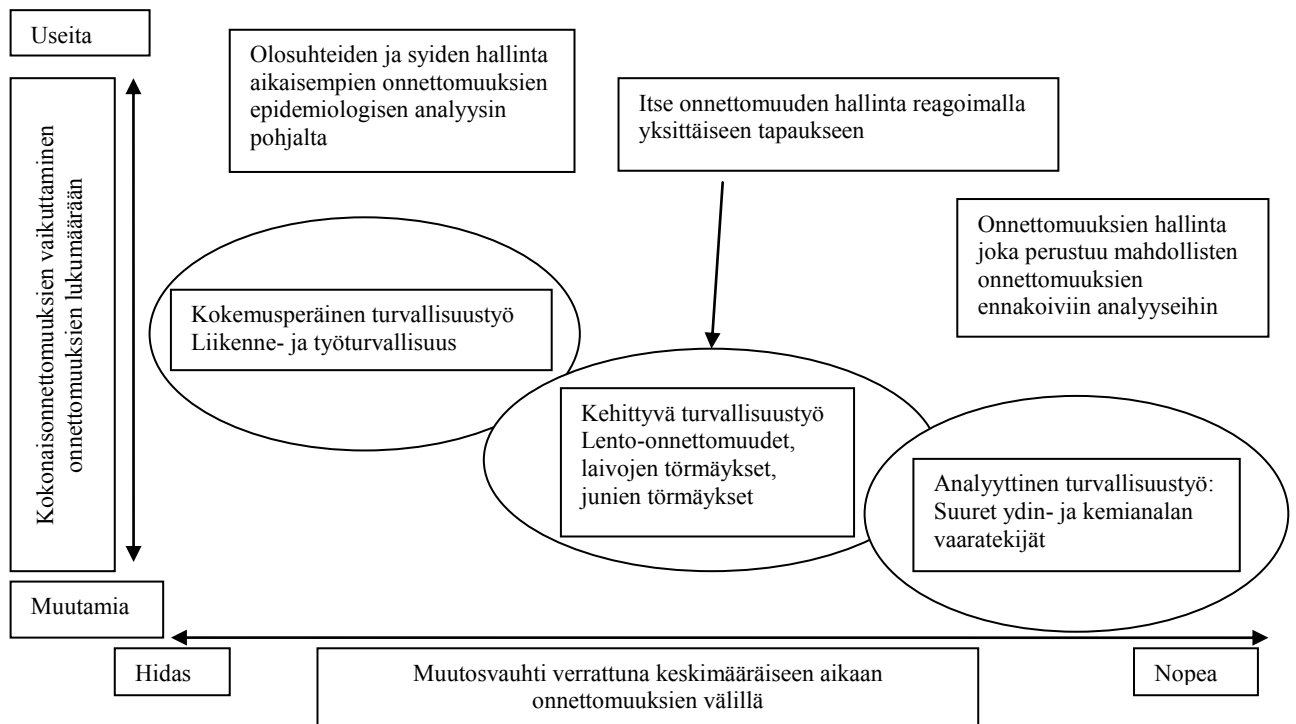 Useita
Olosuhteiden ja syiden hallinta
aikaisempien onnettomuuksien
epidemiologisen analyysin
pohjalta
Itse onnettomuuden hallinta reagoimalla
yksittäiseen tapaukseen
Onnettomuuksien hallinta
joka perustuu mahdollisten
onnettomuuksien
ennakoiviin analyyseihin
Kokonaisonnettomuuksien vaikuttaminen
onnettomuuksien lukumäärään
Kokemusperäinen turvallisuustyö
Liikenne- ja työturvallisuus
Kehittyvä turvallisuustyö
Lento-onnettomuudet,
laivojen törmäykset,
junien törmäykset
Analyyttinen turvallisuustyö:
Suuret ydin- ja kemianalan
vaaratekijät
Muutamia
Hidas
Muutosvauhti verrattuna keskimääräiseen aikaan
onnettomuuksien välillä
Nopea